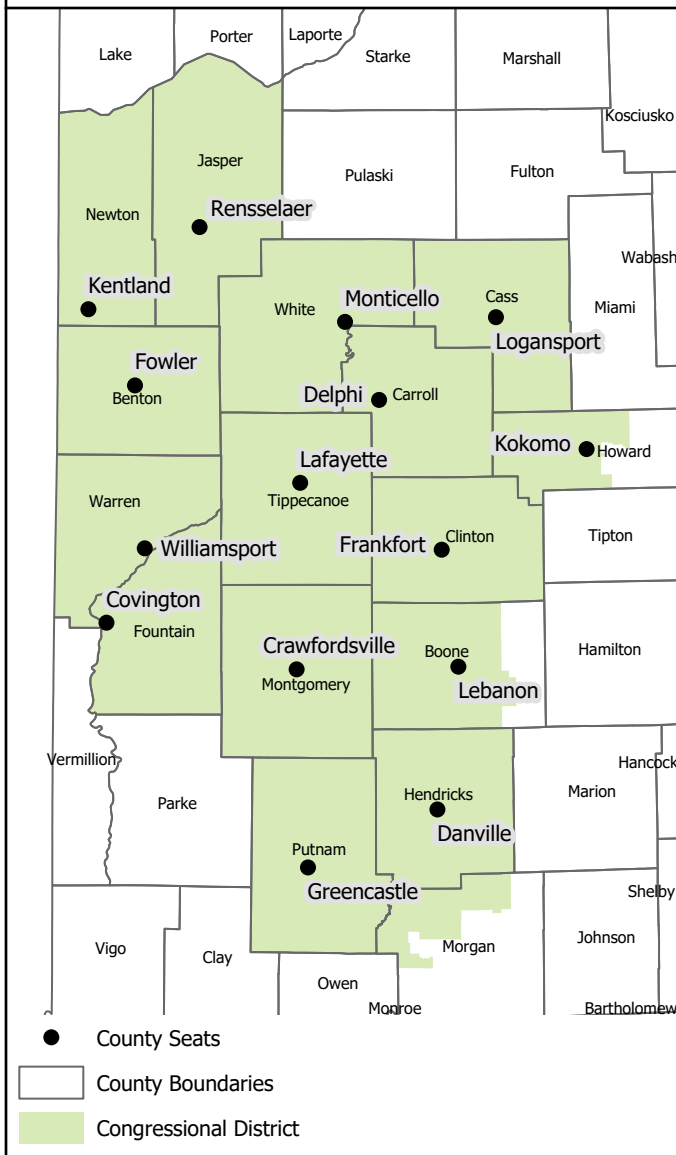 Lake
Porter
Laporte
Starke
Marshall
Kosciusko
Jasper
Pulaski
Fulton
Newton
Rensselaer
Wabash
Kentland
White
Monticello
Cass
Miami
Logansport
Fowler
Benton
Delphi
Carroll
Kokomo
Howard
Lafayette
Tippecanoe
Warren
Williamsport
Frankfort
Clinton
Tipton
Covington
Fountain
Crawfordsville
Montgomery
Boone
Lebanon
Hamilton
Vermillion
Parke
Hendricks
Danville
Marion
Hancock
Putnam
Greencastle
Shelby
Vigo
Clay
Owen
Morgan
Johnson
Monroe
Bartholomew
County Seats
County Boundaries
Congressional District